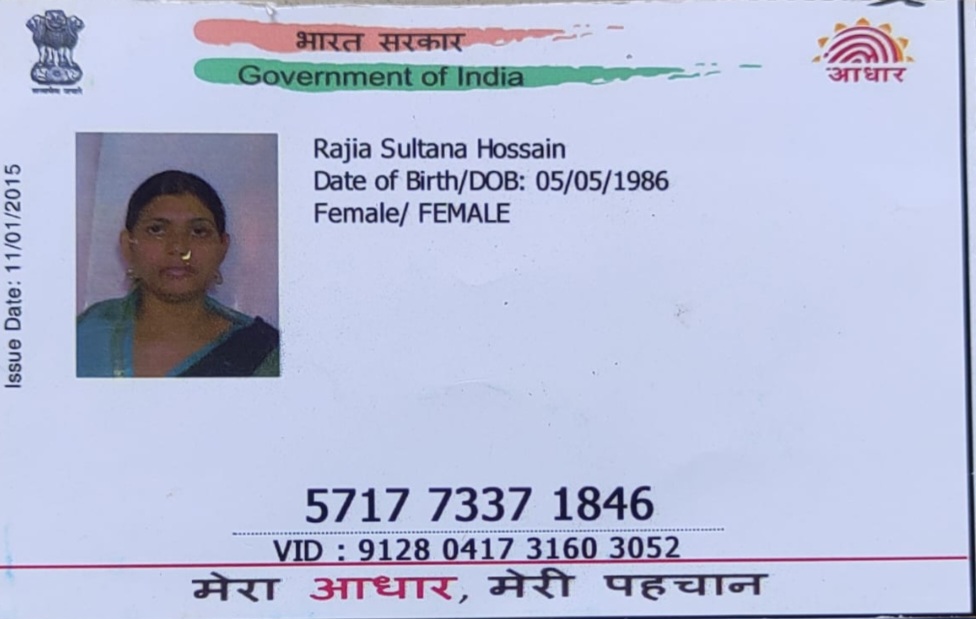 भारत सरकार
Government of India
आधार
सत्यमेव जयते
Issue Date: 11/01/2015
Rajia Sultana Hossain
Date of Birth/DOB: 05/05/1986
Female/ FEMALE
5717 7337 1846
VID : 9128 0417 3160 3052
मेरा आधार, मेरी पहचान